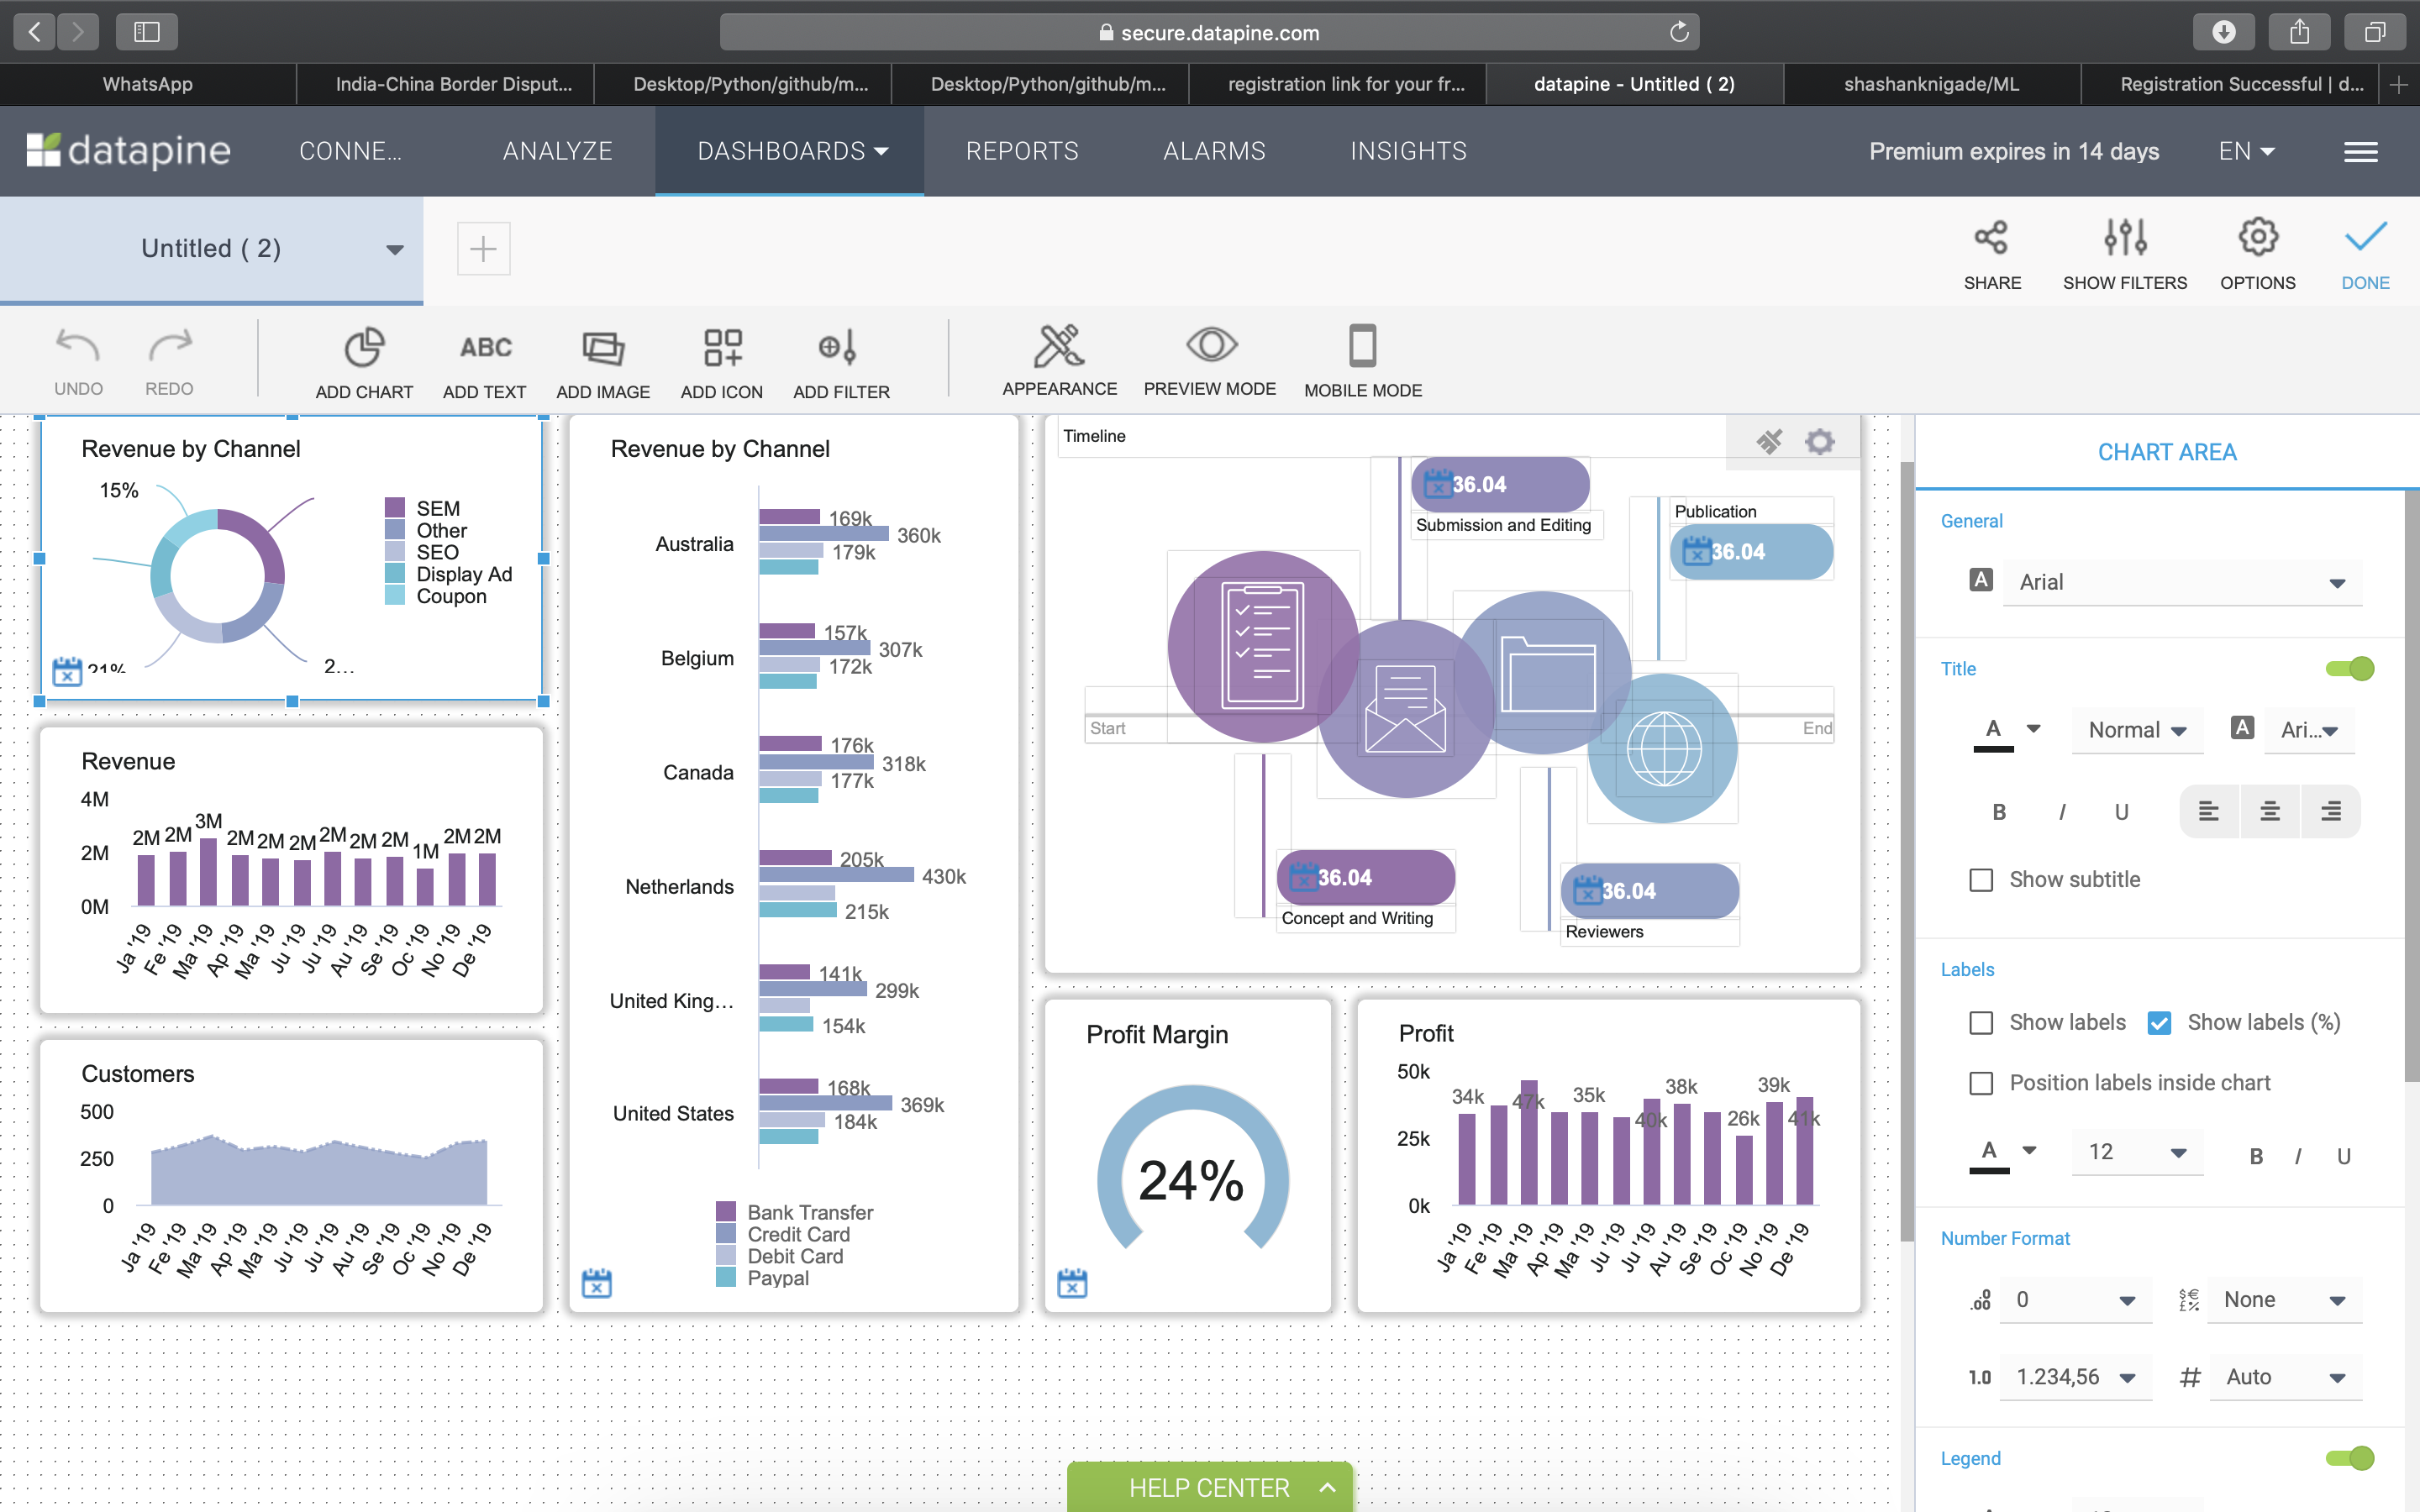 secure.datapine.com
WhatsApp
India-China Border Disput...
Desktop/Python/github/m...
Desktop/Python/github/m...
registration link for your fr...
datapine - Untitled ( 2)
shashanknigade/ML
Registration Successful | d...
datapine
CONNE...
ANALYZE
DASHBOARDS
REPORTS
ALARMS
INSIGHTS
Premium expires in 14 days
EN
Untitled ( 2)
SHARE
SHOW FILTERS
OPTIONS
DONE
UNDO
REDO
ADD CHART
ABC
ADD TEXT
ADD IMAGE
ADD ICON
ADD FILTER
APPEARANCE
PREVIEW MODE
MOBILE MODE
Revenue by Channel
15%
21%
2...
SEM
Other
SEO
Display Ad
Coupon
Revenue
4M
2M
0M
2M 2M 3M 2M 2M 2M 2M 2M 2M 1M 2M 2M
Ja '19 Fe '19 Ma '19 Ap '19 Ma '19 Ju '19 Ju '19 Au '19 Se '19 Oc '19 No '19 De '19
Customers
500
250
0
Ja '19 Fe '19 Ma '19 Ap '19 Ma '19 Ju '19 Ju '19 Au '19 Se '19 Oc '19 No '19 De '19
Revenue by Channel
Australia
169k
360k
179k
Belgium
157k
307k
172k
Canada
176k
318k
177k
Netherlands
205k
430k
215k
United King...
141k
299k
154k
United States
168k
369k
184k
Bank Transfer
Credit Card
Debit Card
Paypal
Timeline
36.04
Submission and Editing
Publication
36.04
Start
End
36.04
Concept and Writing
36.04
Reviewers
Profit Margin
24%
Profit
50k
25k
0k
34k 47k 35k 40k 38k 26k 39k 41k
Ja '19 Fe '19 Ma '19 Ap '19 Ma '19 Ju '19 Ju '19 Au '19 Se '19 Oc '19 No '19 De '19
CHART AREA
General
A Arial
Title
A Normal A Ari...
B I U
Show subtitle
Labels
Show labels
Show labels (%)
Position labels inside chart
A 12 B I U
Number Format
.0 .00 0
$€£% None
1.0 1.234,56
# Auto
Legend
HELP CENTER